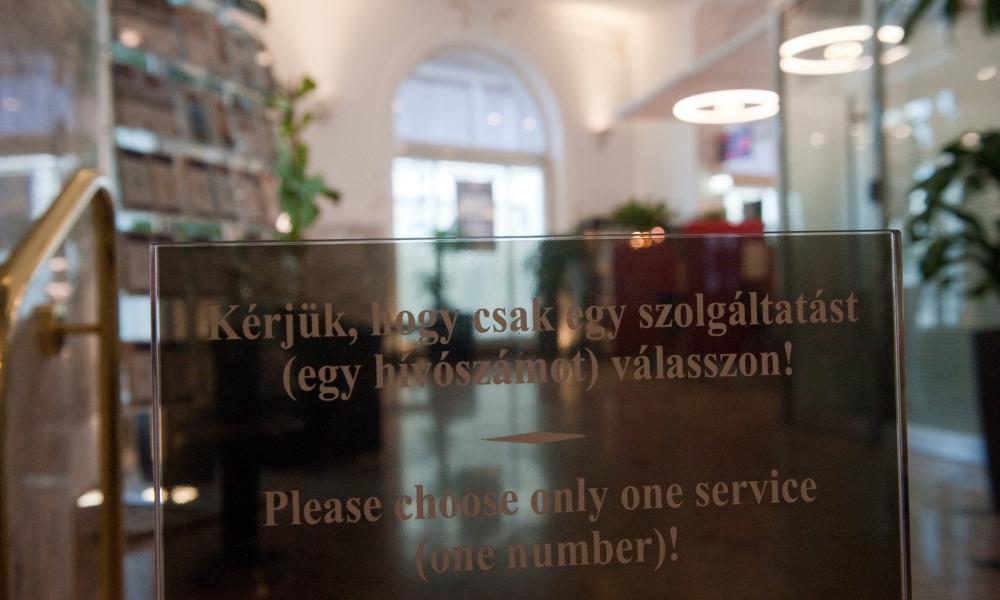 Kérjük, hogy csak egy szolgáltatást
(egy hívószámot) válasszon!
Please choose only one service
(one number)!